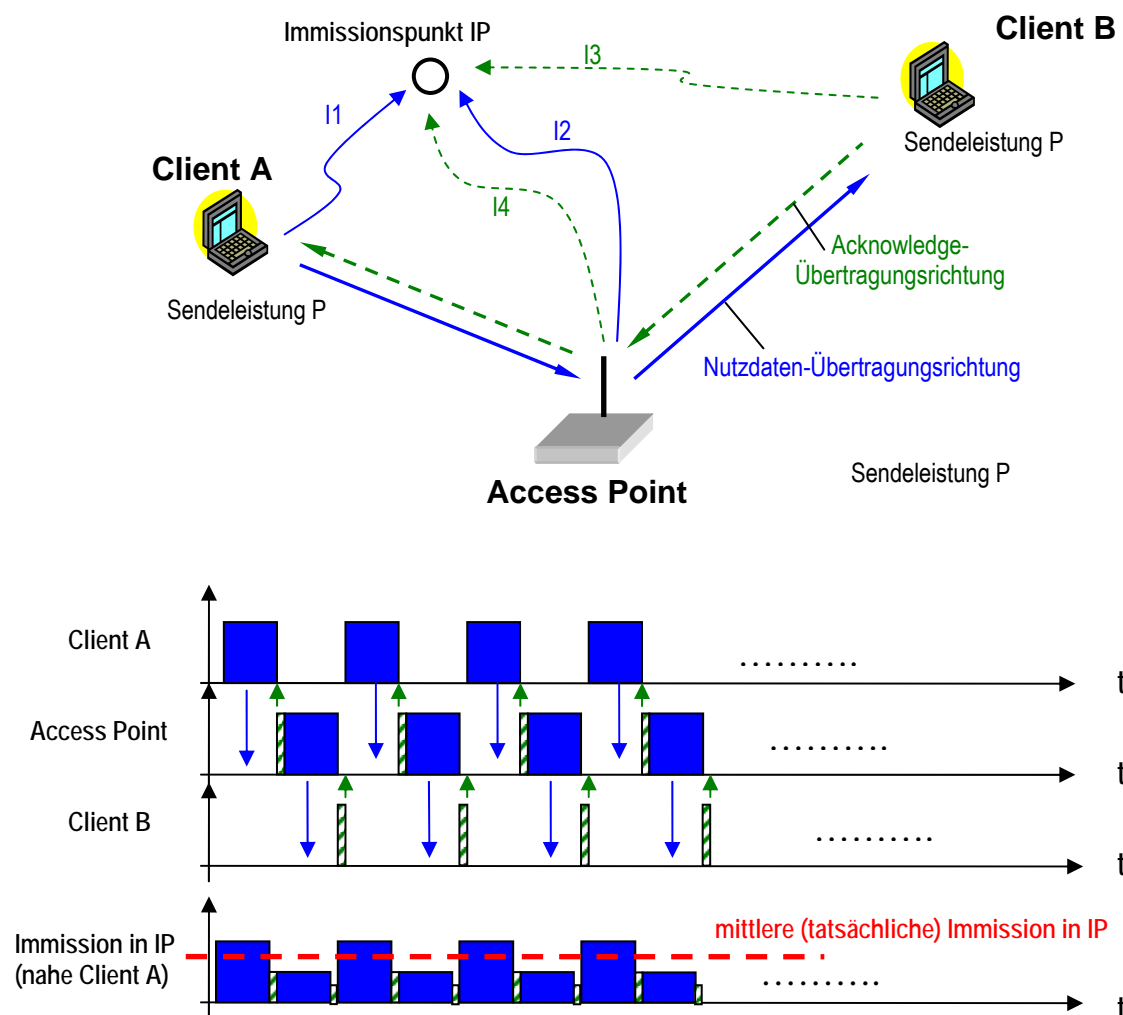 Immissionspunkt IP
Client B
I3
I1
I2
Client A
I4
Sendeleistung P
Acknowledge-
Übertragungsrichtung
Sendeleistung P
Nutzdaten-Übertragungsrichtung
Access Point
Sendeleistung P
Client A
..........
t
Access Point
..........
t
Client B
..........
t
Immission in IP
(nahe Client A)
mittlere (tatsächliche) Immission in IP
..........
t